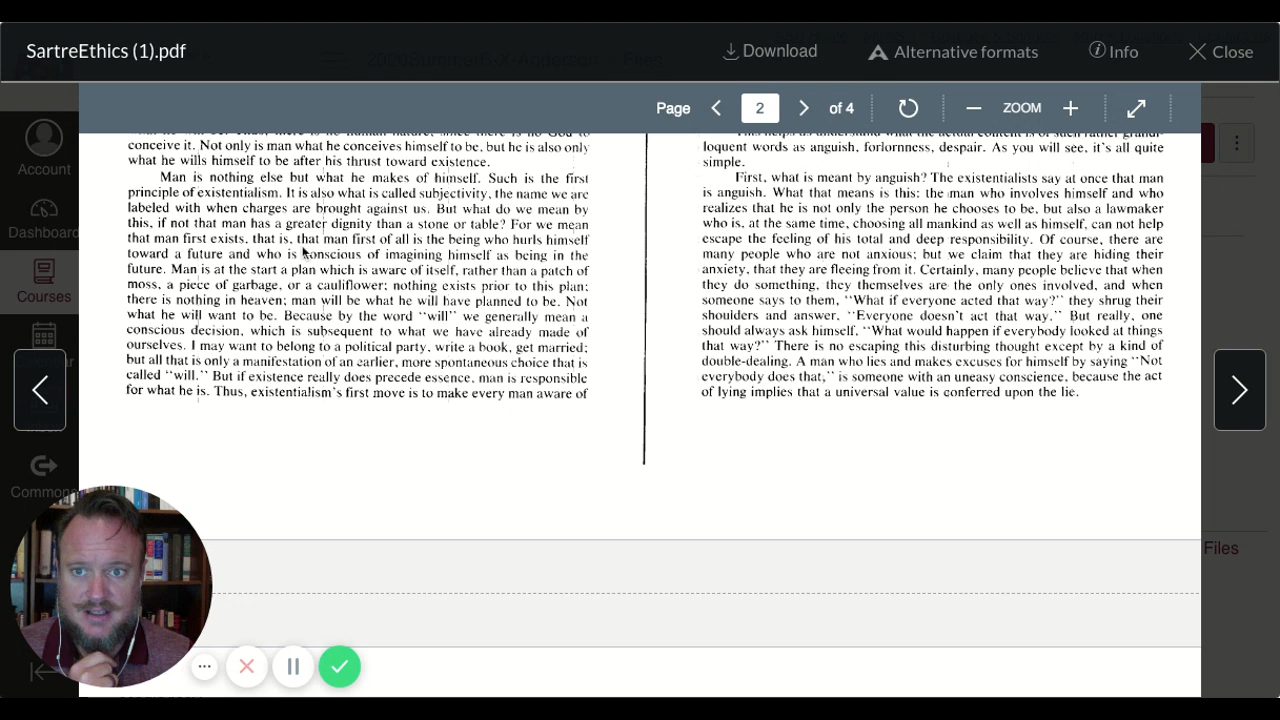 SartreEthics (1).pdf
Download
Alternative formats
Info
Close
Page
2
of 4
ZOOM
Account
Dashboard
Courses
Commons
Files
conceive it. Not only is man what he conceives himself to be, but he is also only
what he wills himself to be after his thrust toward existence.
Man is nothing else but what he makes of himself. Such is the first
principle of existentialism. It is also what is called subjectivity, the name we are
labeled with when charges are brought against us. But what do we mean by
this, if not that man has a greater dignity than a stone or table? For we mean
that man first exists, that is, that man first of all is the being who hurls himself
toward a future and who is conscious of imagining himself as being in the
future. Man is at the start a plan which is aware of itself, rather than a patch of
moss, a piece of garbage, or a cauliflower; nothing exists prior to this plan;
there is nothing in heaven; man will be what he will have planned to be. Not
what he will want to be. Because by the word "will" we generally mean a
conscious decision, which is subsequent to what we have already made of
ourselves. I may want to belong to a political party, write a book, get married;
but all that is only a manifestation of an earlier, more spontaneous choice that is
called "will." But if existence really does precede essence, man is responsible
for what he is. Thus, existentialism's first move is to make every man aware of
This helps us understand what the actual content is of such rather grandi-
loquent words as anguish, forlornness, despair. As you will see, it's all quite
simple.
First, what is meant by anguish? The existentialists say at once that man
is anguish. What that means is this: the man who involves himself and who
realizes that he is not only the person he chooses to be, but also a lawmaker
who is, at the same time, choosing all mankind as well as himself, can not help
escape the feeling of his total and deep responsibility. Of course, there are
many people who are not anxious; but we claim that they are hiding their
anxiety, that they are fleeing from it. Certainly, many people believe that when
they do something, they themselves are the only ones involved, and when
someone says to them, "What if everyone acted that way?" they shrug their
shoulders and answer, "Everyone doesn't act that way." But really, one
should always ask himself, "What would happen if everybody looked at things
that way?" There is no escaping this disturbing thought except by a kind of
double-dealing. A man who lies and makes excuses for himself by saying "Not
everybody does that," is someone with an uneasy conscience, because the act
of lying implies that a universal value is conferred upon the lie.